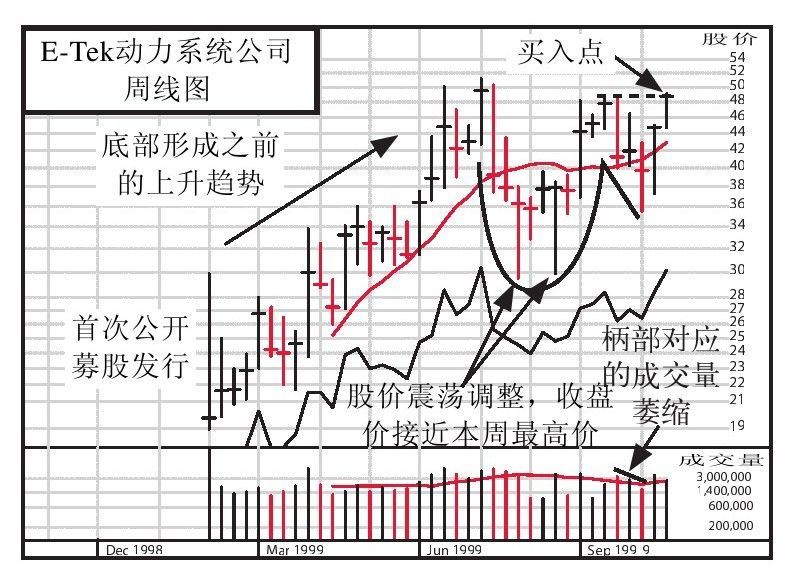 E-Tek动力系统公司
周线图
买入点
股价
底部形成之前
的上升趋势
首次公开
募股发行
柄部对应
的成交量
萎缩
股价震荡调整，收盘
价接近本周最高价
54
52
50
48
46
44
42
40
38
36
34
32
30
28
27
26
25
24
23
22
21
19
成交量
3,000,000
1,400,000
600,000
200,000
Dec 1998
Mar 1999
Jun 1999
Sep 1999